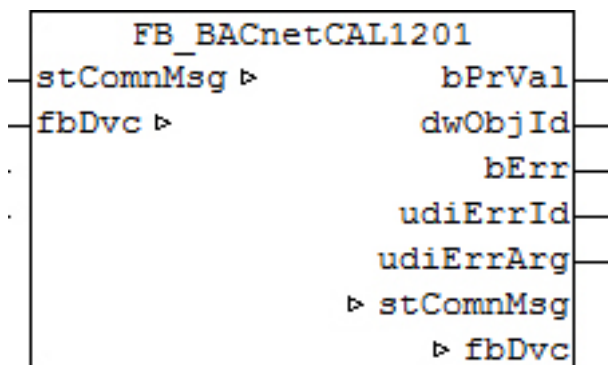 FB_BACnetCAL1201
stComnMsg ▷ bPrVal
fbDvc ▷ dwObjId
bErr
udiErrId
udiErrArg
▷ stComnMsg
▷ fbDvc